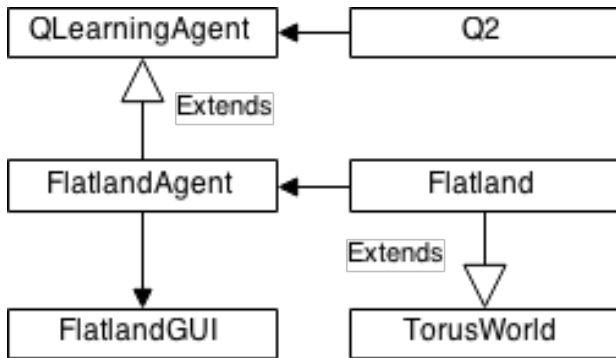 QLearningAgent
Q2
Extends
FlatlandAgent
Flatland
Extends
FlatlandGUI
TorusWorld